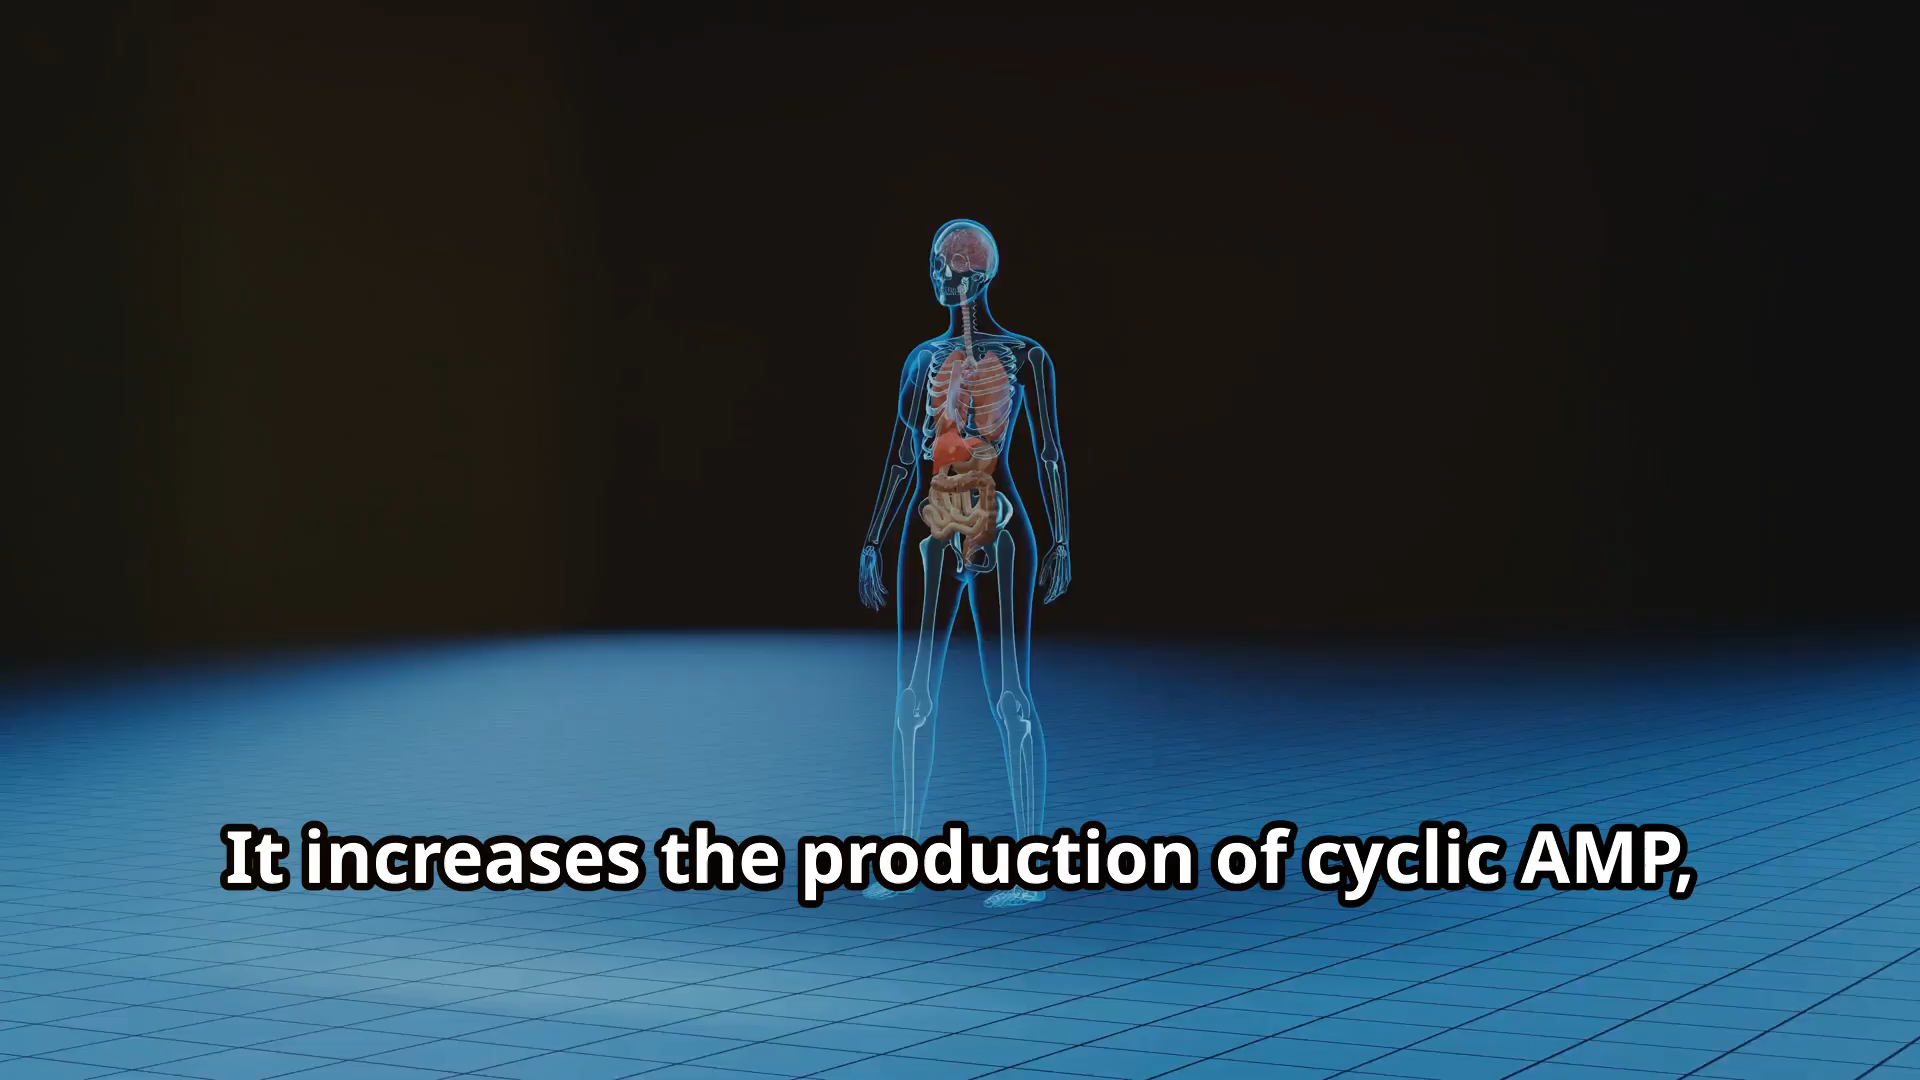 It increases the production of cyclic AMP,